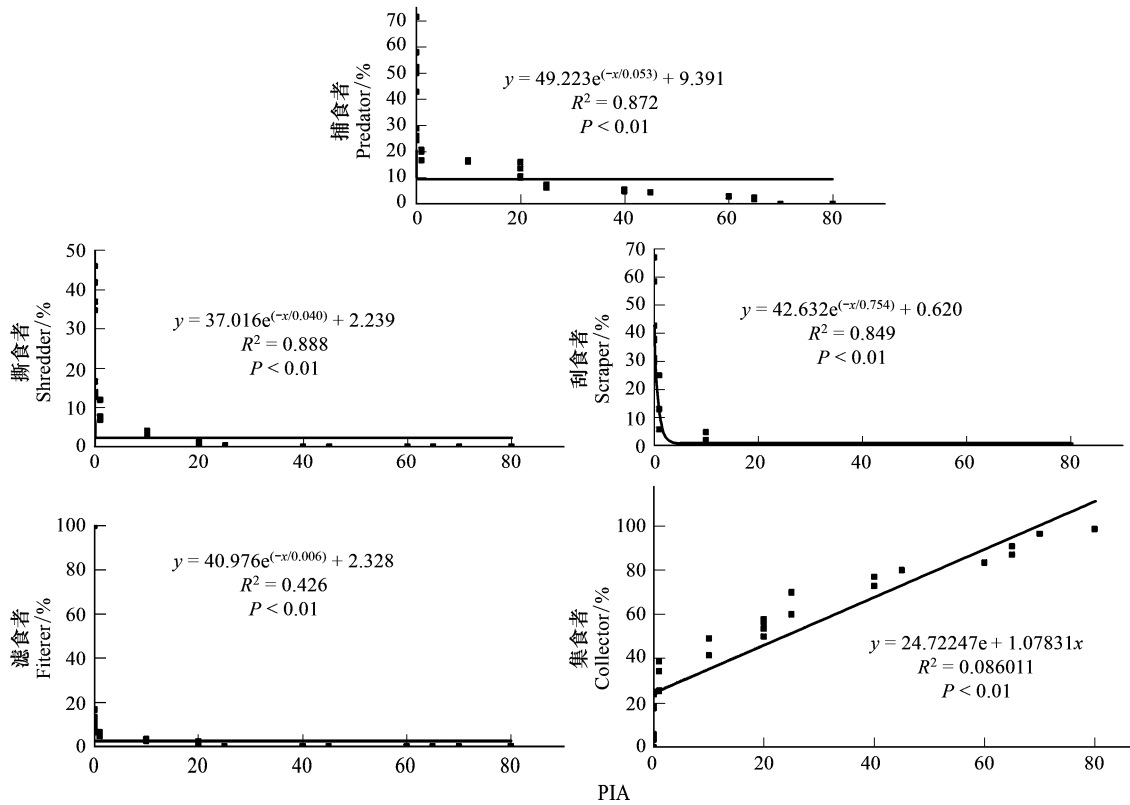 捕食者
Predator/%
70
60
50
40
30
20
10
0
y = 49.223e(−x/0.053) + 9.391
R² = 0.872
P < 0.01
0 20 40 60 80
撕食者
Shredder/%
50
40
30
20
10
0
y = 37.016e(−x/0.040) + 2.239
R² = 0.888
P < 0.01
0 20 40 60 80
刮食者
Scraper/%
70
60
50
40
30
20
10
0
y = 42.632e(−x/0.754) + 0.620
R² = 0.849
P < 0.01
0 20 40 60 80
滤食者
Fiterer/%
100
80
60
40
20
0
y = 40.976e(−x/0.006) + 2.328
R² = 0.426
P < 0.01
0 20 40 60 80
集食者
Collector/%
100
80
60
40
20
0
y = 24.72247e + 1.07831x
R² = 0.086011
P < 0.01
0 20 40 60 80
PIA